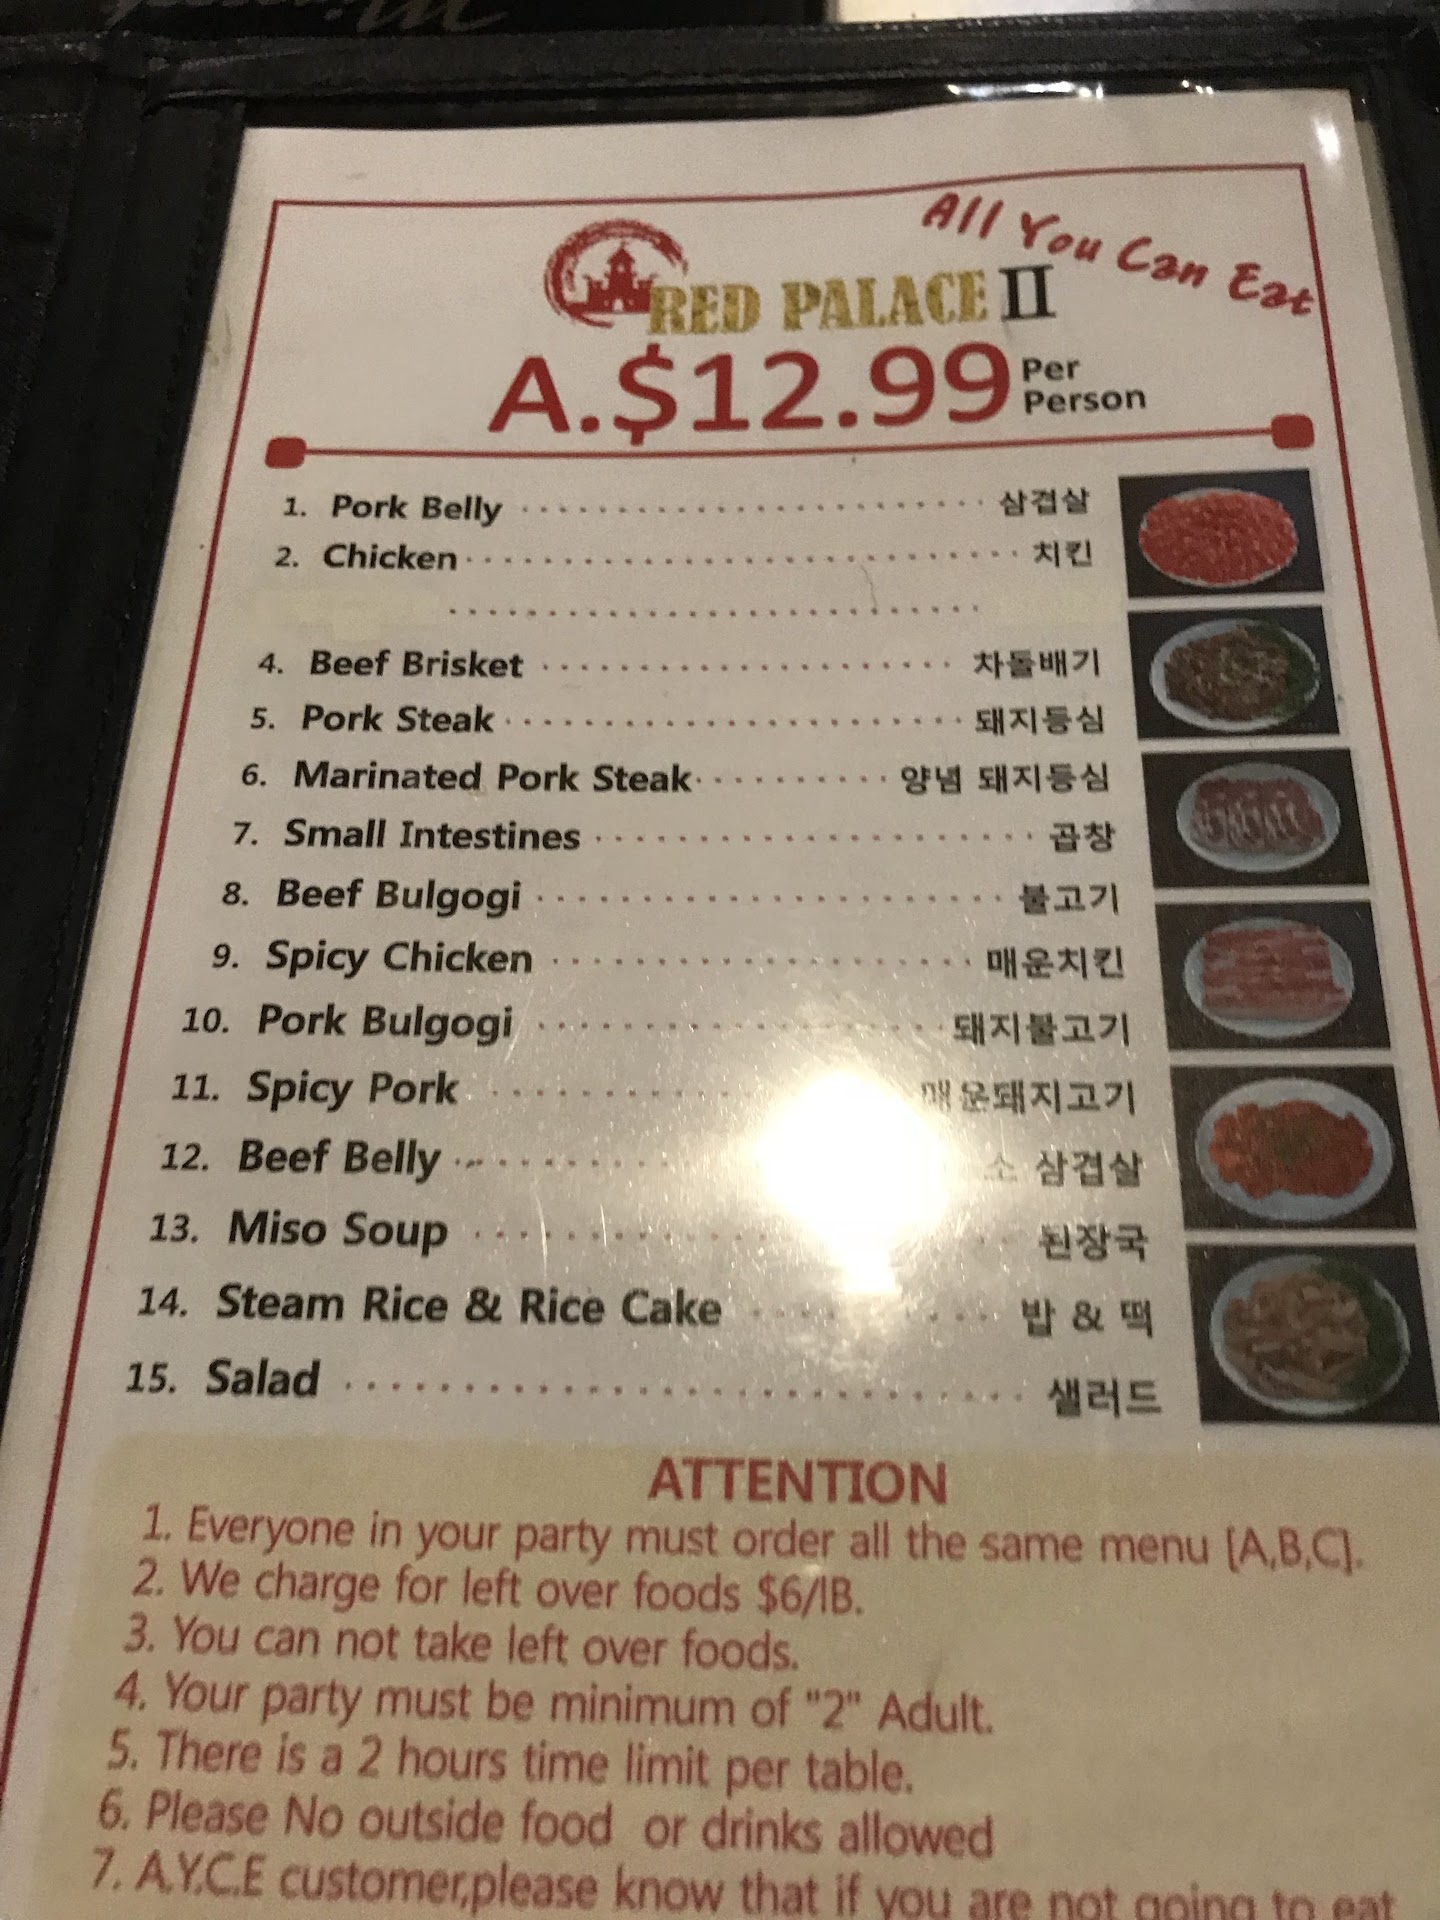 All You Can Eat
RED PALACE II
A.$12.99 Per Person
1. Pork Belly 삼겹살
2. Chicken 치킨
4. Beef Brisket 차돌배기
5. Pork Steak 돼지등심
6. Marinated Pork Steak 양념 돼지등심
7. Small Intestines 곱창
8. Beef Bulgogi 불고기
9. Spicy Chicken 매운치킨
10. Pork Bulgogi 돼지불고기
11. Spicy Pork 매운돼지고기
12. Beef Belly 소 삼겹살
13. Miso Soup 된장국
14. Steam Rice & Rice Cake 밥 & 떡
15. Salad 샐러드
ATTENTION
1. Everyone in your party must order all the same menu [A,B,C].
2. We charge for left over foods $6/IB.
3. You can not take left over foods.
4. Your party must be minimum of "2" Adult.
5. There is a 2 hours time limit per table.
6. Please No outside food or drinks allowed
7. A.Y.C.E customer,please know that if you are not going to eat